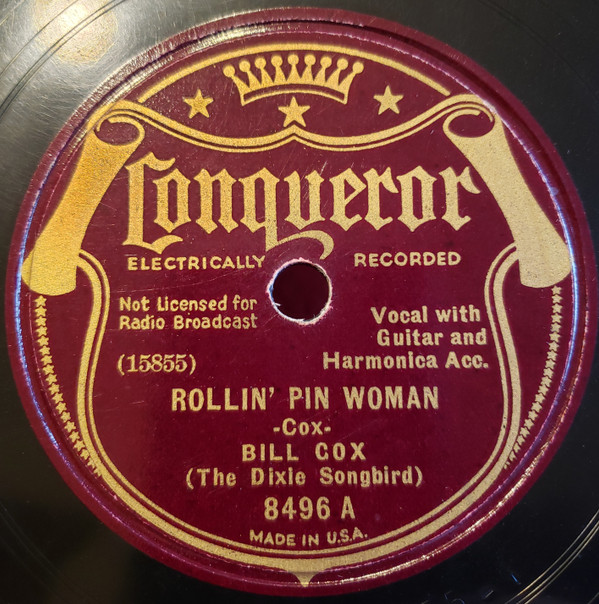 Conqueror
ELECTRICALLY RECORDED
Not Licensed for
Radio Broadcast
(15855)
Vocal with
Guitar and
Harmonica Acc.
ROLLIN' PIN WOMAN
-Cox-
BILL COX
(The Dixie Songbird)
8496 A
MADE IN U.S.A.